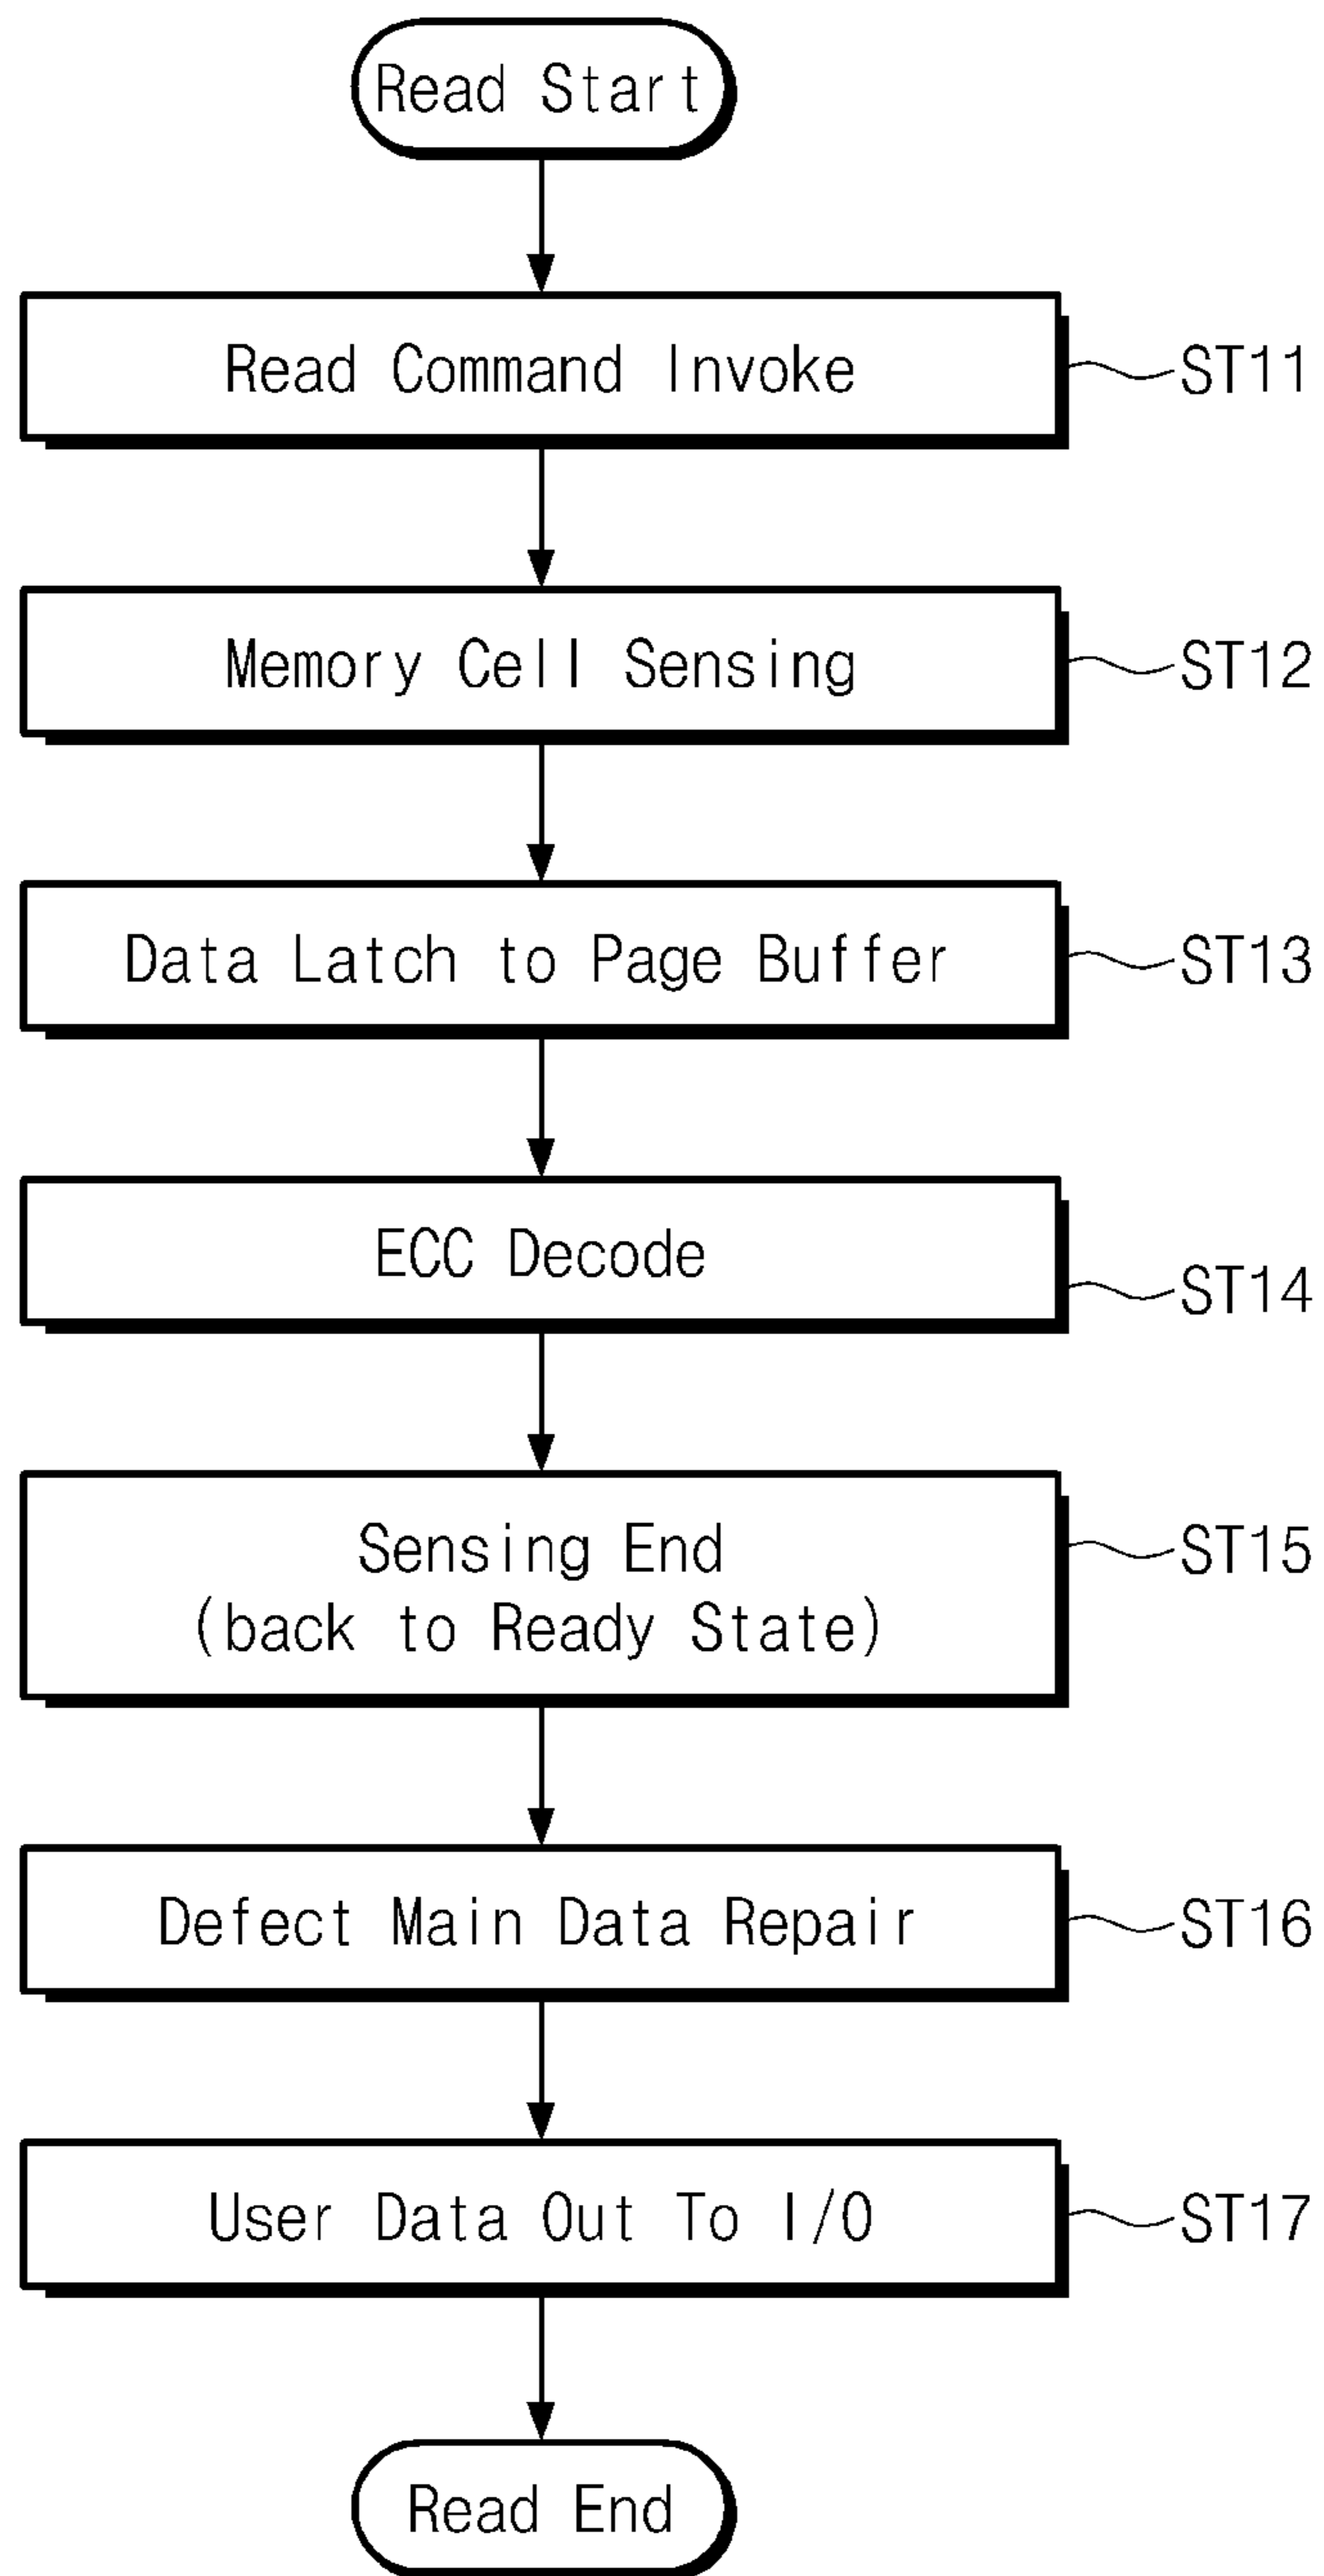 Read Start
Read Command Invoke
ST11
Memory Cell Sensing
ST12
Data Latch to Page Buffer
ST13
ECC Decode
ST14
Sensing End
(back to Ready State)
ST15
Defect Main Data Repair
ST16
User Data Out To I/O
ST17
Read End